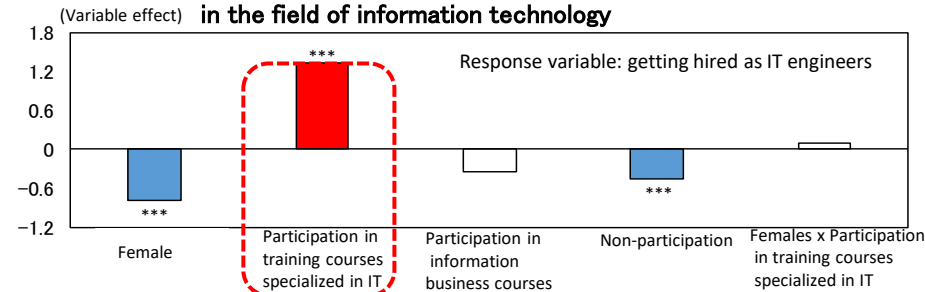 (Variable effect) in the field of information technology
1.8
1.2
0.6
0
−0.6
−1.2
Response variable: getting hired as IT engineers
***
***
***
Female
Participation in
training courses
specialized in IT
Participation in
information
business courses
Non-participation
Females x Participation
in training courses
specialized in IT